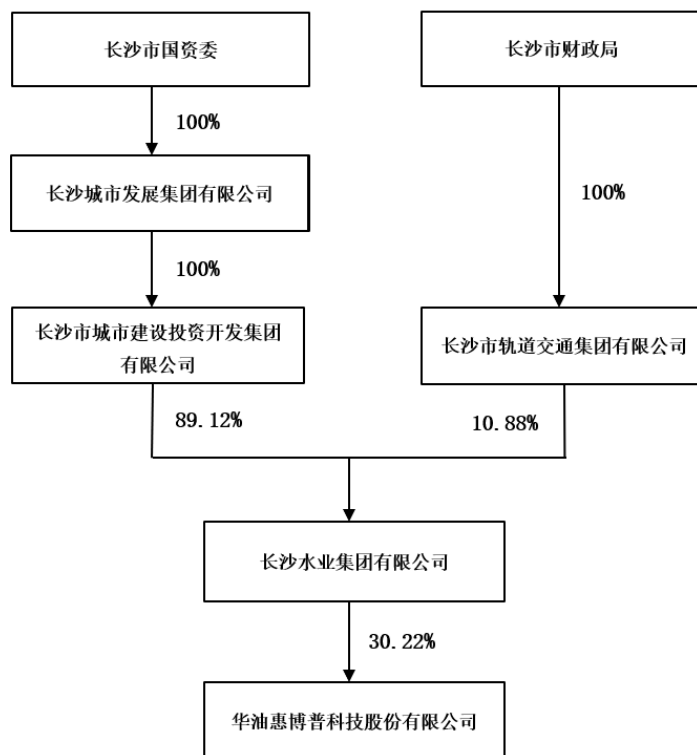 长沙市国资委
长沙市财政局
100%
长沙城市发展集团有限公司
100%
100%
长沙市城市建设投资开发集团
有限公司
长沙市轨道交通集团有限公司
89.12%
10.88%
长沙水业集团有限公司
30.22%
华油惠博普科技股份有限公司